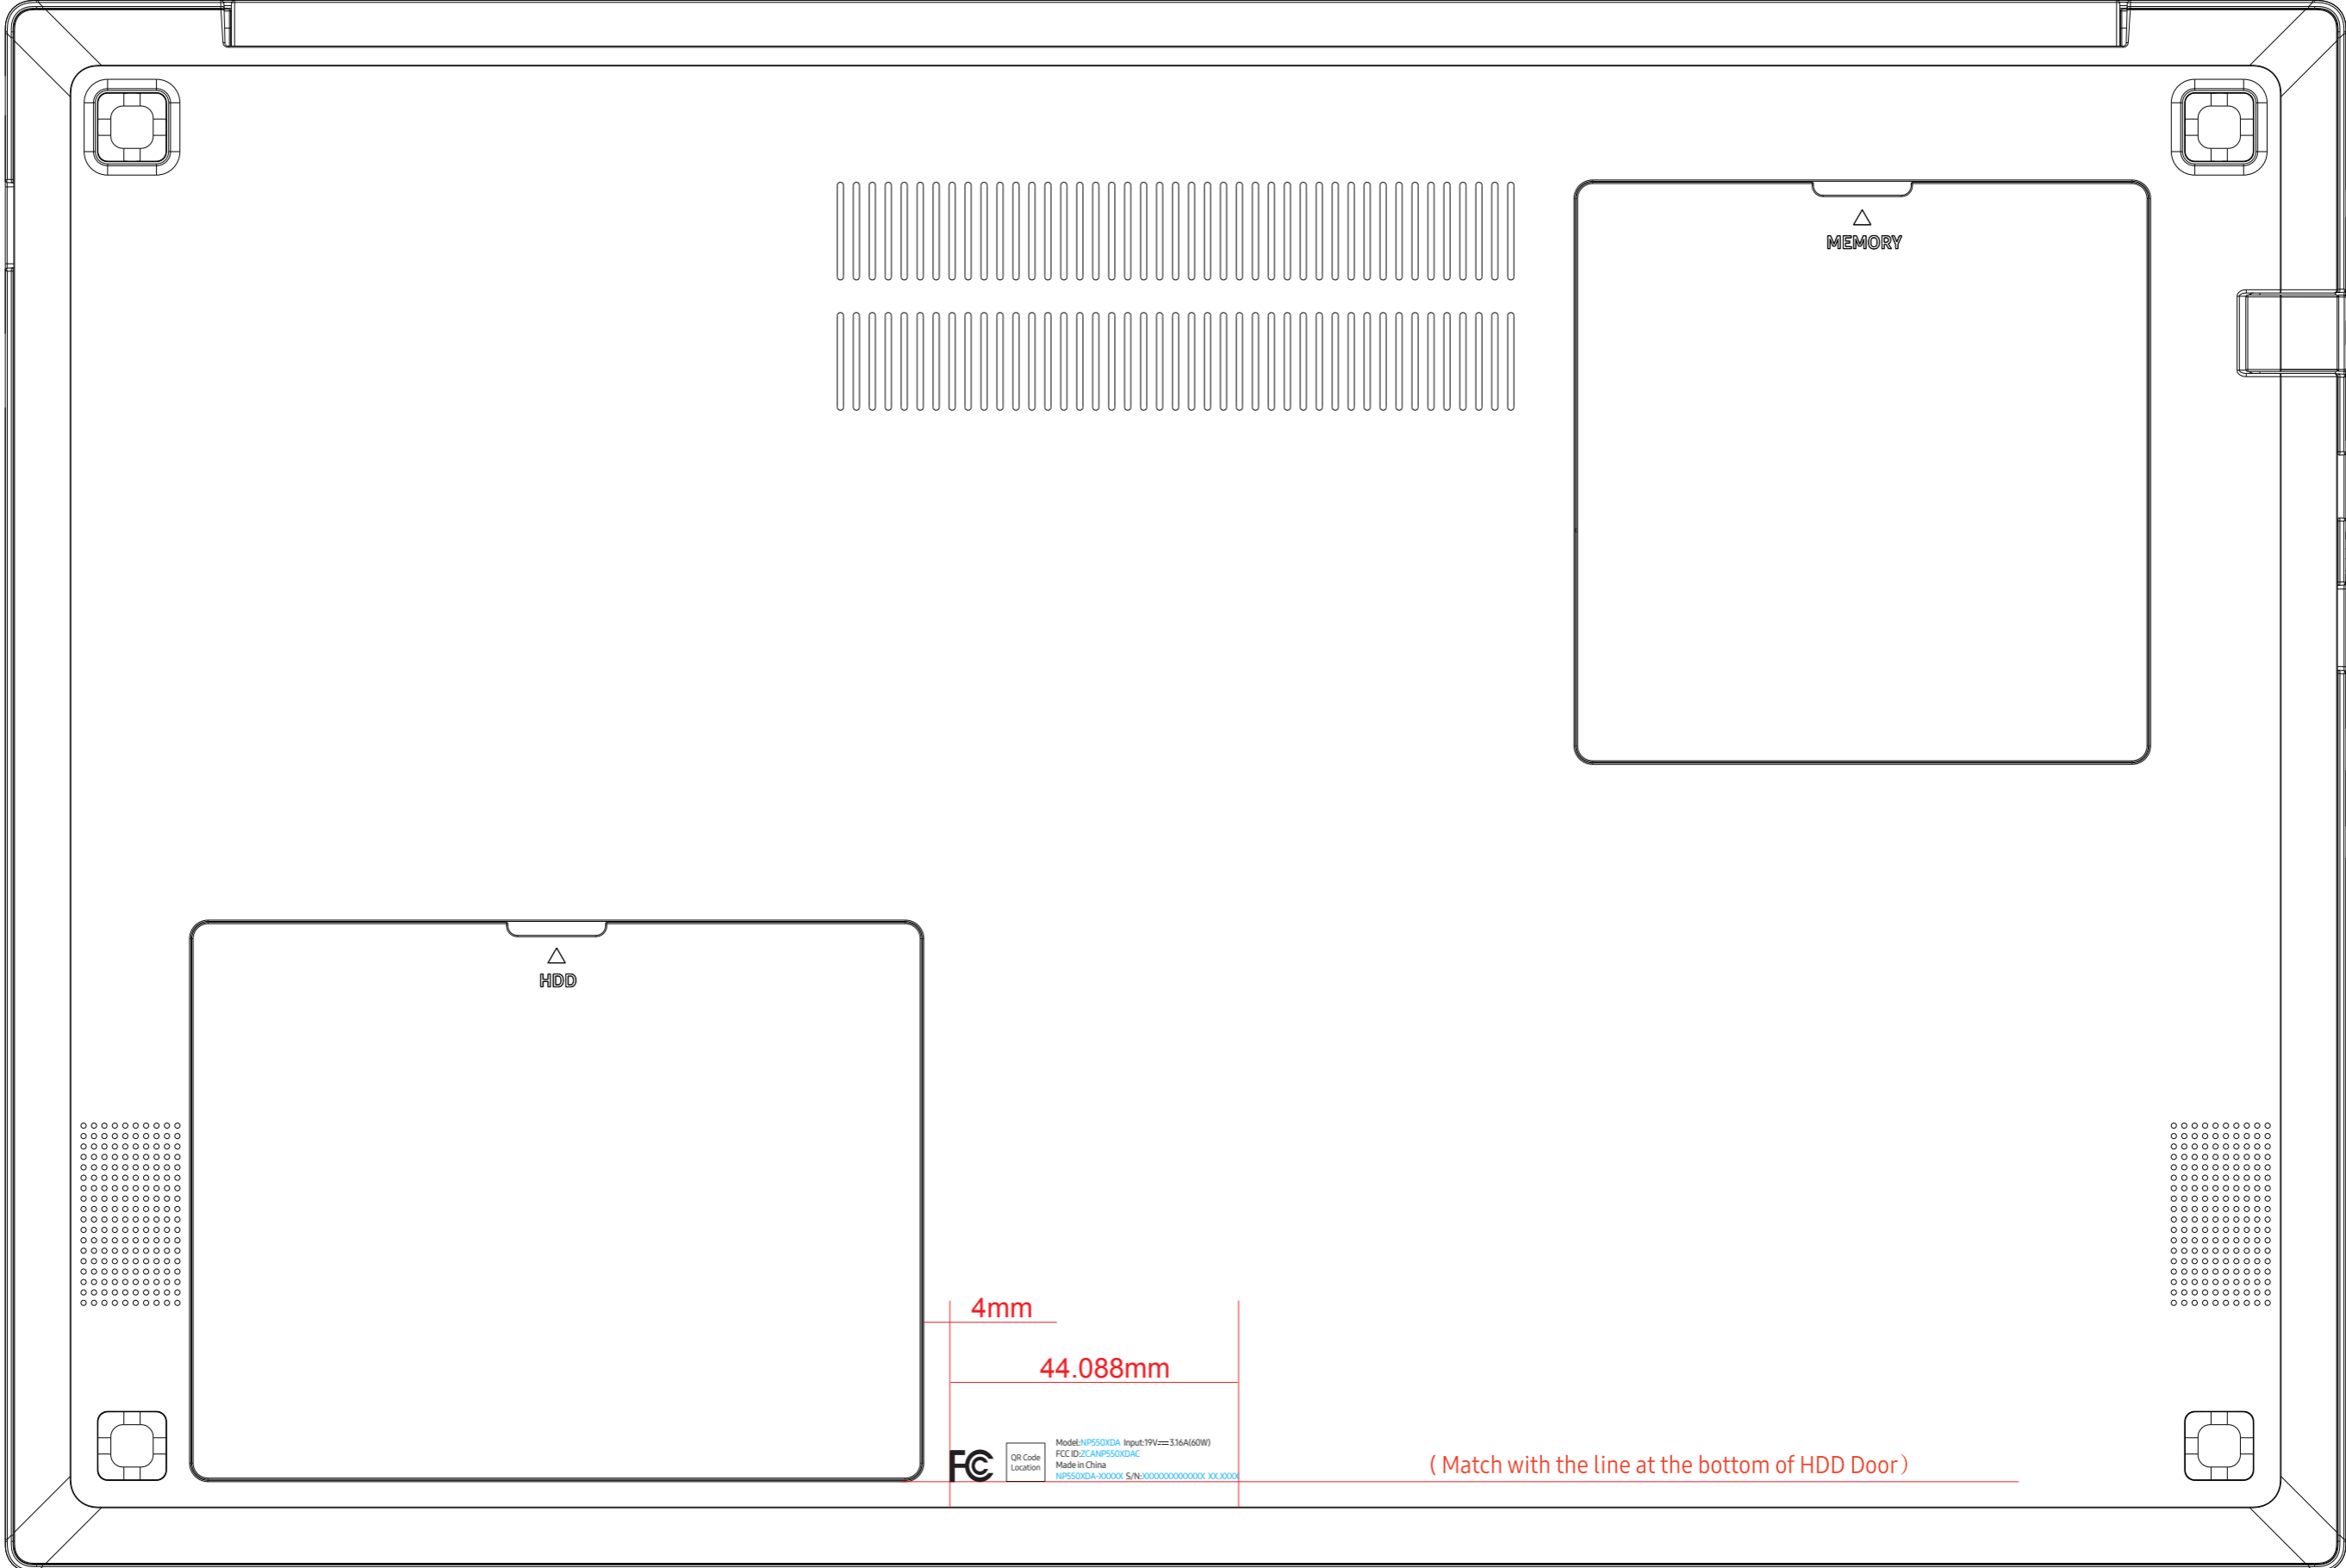 MEMORY
HDD
4mm
44.088mm
FC
QR Code
Location
Model:NP550XDA Input:19V⎓3.16A(60W)
FCC ID:ZCANP550XDAC
Made in China
NP550XDA-XXXXX S/N:XXXXXXXXXXXXXX XX.XXXX
( Match with the line at the bottom of HDD Door )